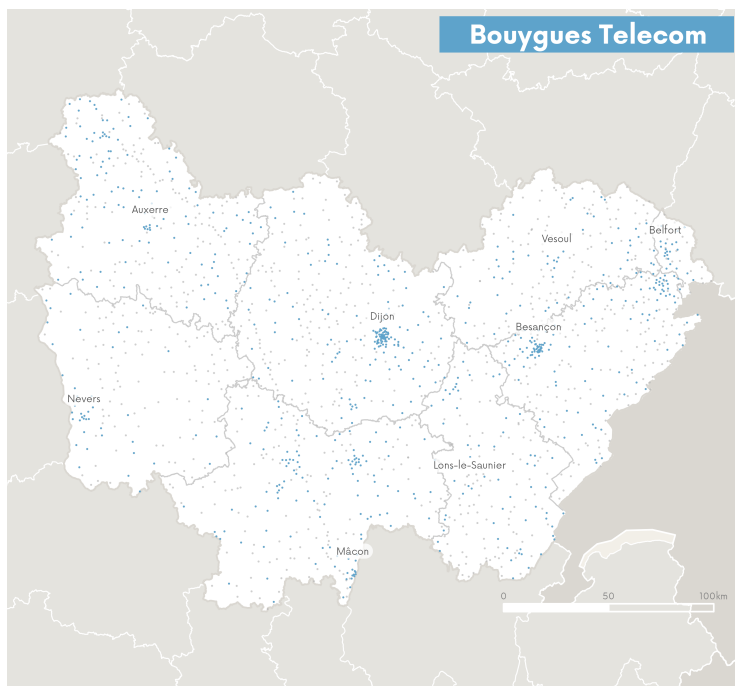 Bouygues Telecom
Auxerre
Belfort
Vesoul
Dijon
Besançon
Nevers
Lons-le-Saunier
Mâcon
0 50 100km